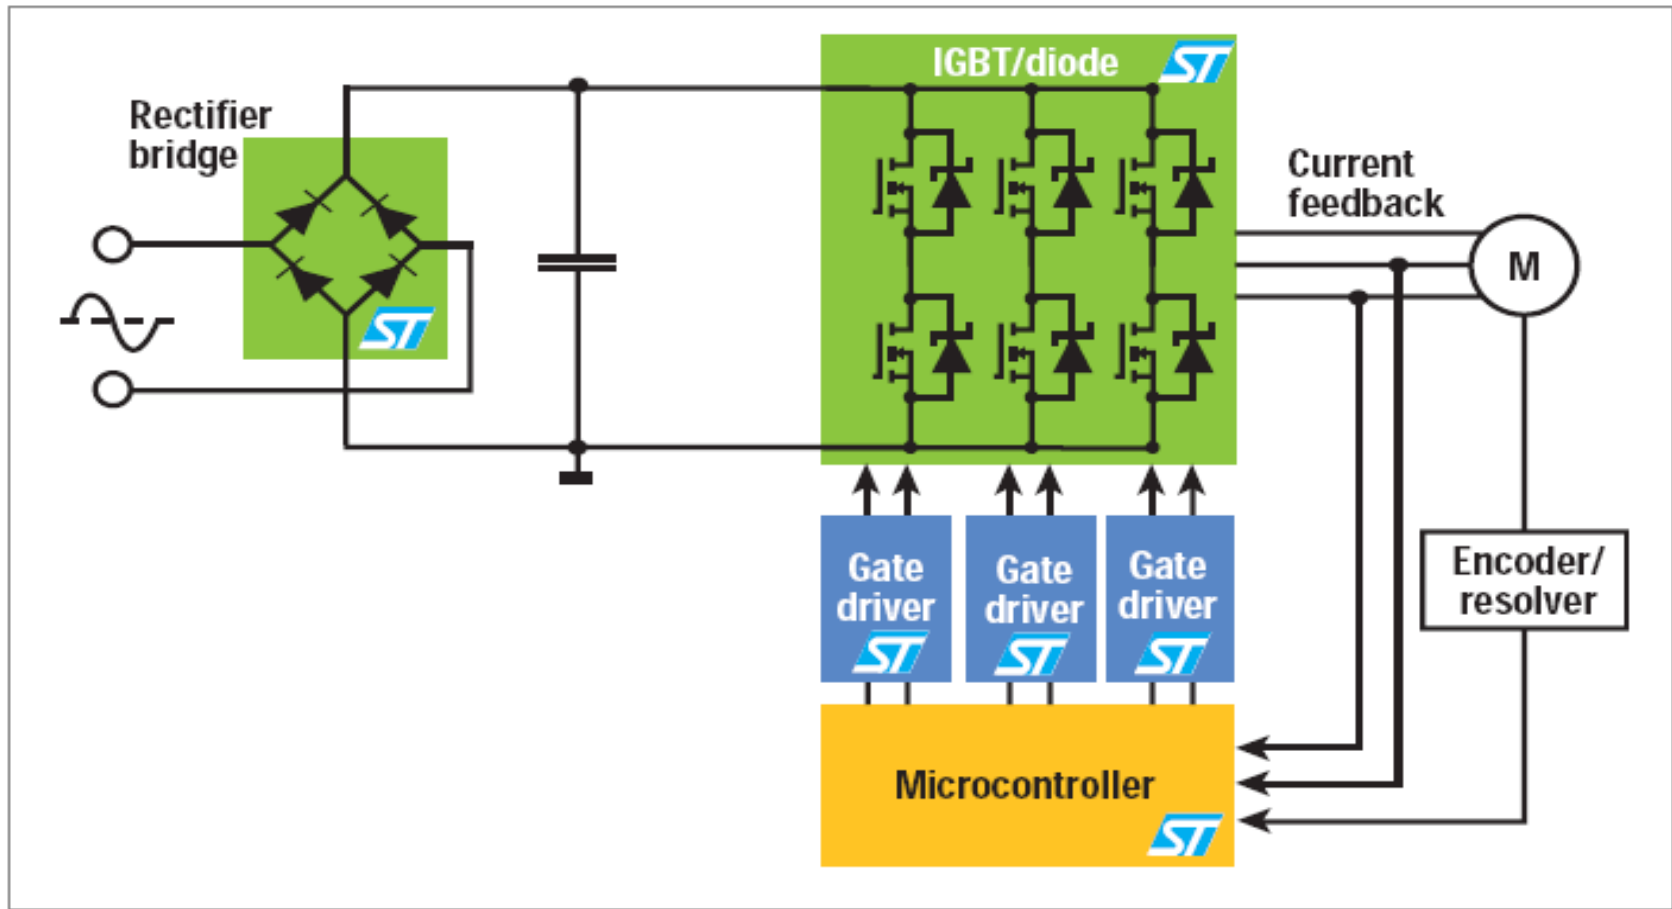 IGBT/diode
ST
Rectifier
bridge
ST
Current
feedback
M
Gate
driver
ST
Gate
driver
ST
Gate
driver
ST
Encoder/
resolver
Microcontroller
ST